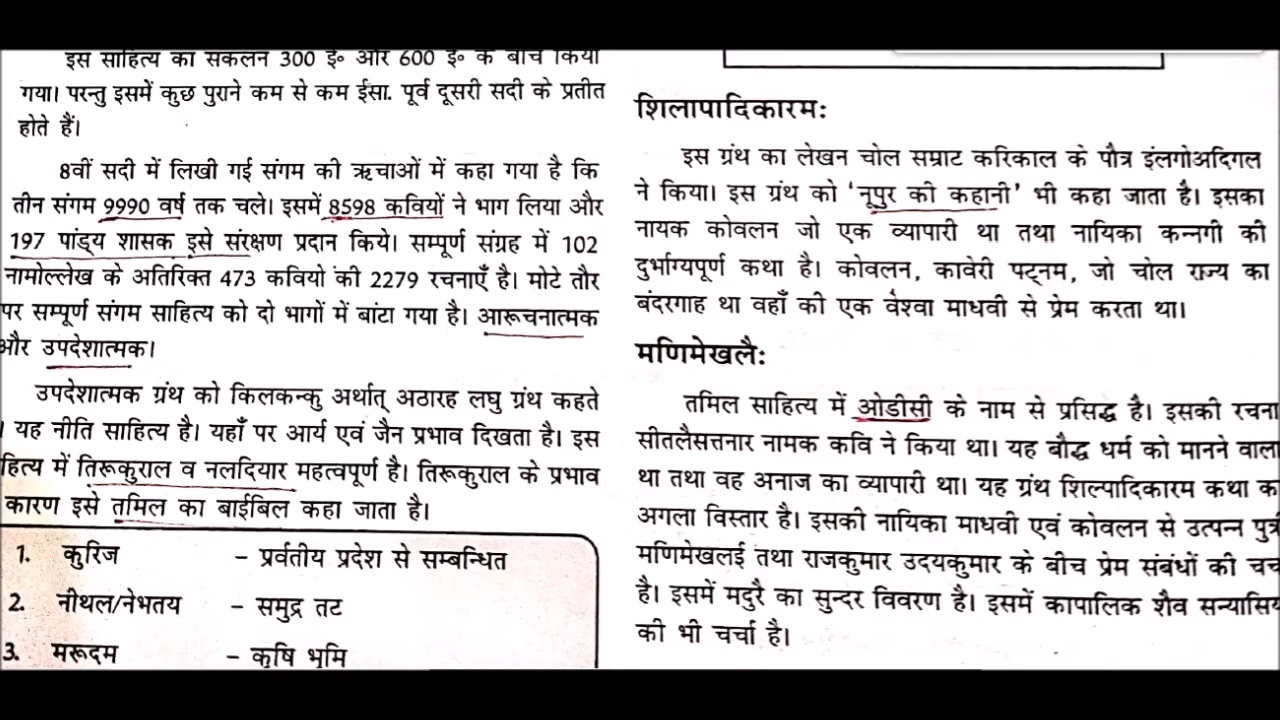 इस साहित्य का संकलन 300 ई० और 600 ई० के बीच किया
गया। परन्तु इसमें कुछ पुराने कम से कम ईसा. पूर्व दूसरी सदी के प्रतीत
होते हैं।
8वीं सदी में लिखी गई संगम की ऋचाओं में कहा गया है कि
तीन संगम 9990 वर्ष तक चले। इसमें 8598 कवियों ने भाग लिया और
197 पांड्य शासक इसे संरक्षण प्रदान किये। सम्पूर्ण संग्रह में 102
नामोल्लेख के अतिरिक्त 473 कवियों की 2279 रचनाएँ है। मोटे तौर
पर सम्पूर्ण संगम साहित्य को दो भागों में बांटा गया है। आरूचनात्मक
और उपदेशात्मक।
उपदेशात्मक ग्रंथ को किलकन्कु अर्थात् अठारह लघु ग्रंथ कहते
। यह नीति साहित्य है। यहाँ पर आर्य एवं जैन प्रभाव दिखता है। इस
हित्य में तिरूकुराल व नलदियार महत्वपूर्ण है। तिरूकुराल के प्रभाव
कारण इसे तमिल का बाईबिल कहा जाता है।
1. कुरिज – प्रर्वतीय प्रदेश से सम्बन्धित
2. नीथल/नेभतय – समुद्र तट
3. मरूदम – कृषि भूमि
शिलापादिकारमः
इस ग्रंथ का लेखन चोल सम्राट करिकाल के पौत्र इंलगोअदिगल
ने किया। इस ग्रंथ को ‘नूपुर की कहानी’ भी कहा जाता है। इसका
नायक कोवलन जो एक व्यापारी था तथा नायिका कन्नगी की
दुर्भाग्यपूर्ण कथा है। कोवलन, कावेरी पट्नम, जो चोल राज्य का
बंदरगाह था वहाँ की एक वेश्वा माधवी से प्रेम करता था।
मणिमेखलैः
तमिल साहित्य में ओडीसी के नाम से प्रसिद्ध है। इसकी रचना
सीतलैसत्तनार नामक कवि ने किया था। यह बौद्ध धर्म को मानने वाला
था तथा वह अनाज का व्यापारी था। यह ग्रंथ शिल्पादिकारम कथा का
अगला विस्तार है। इसकी नायिका माधवी एवं कोवलन से उत्पन्न पुत्री
मणिमेखलई तथा राजकुमार उदयकुमार के बीच प्रेम संबंधों की चर्च
है। इसमें मदुरै का सुन्दर विवरण है। इसमें कापालिक शैव सन्यासिय
की भी चर्चा है।